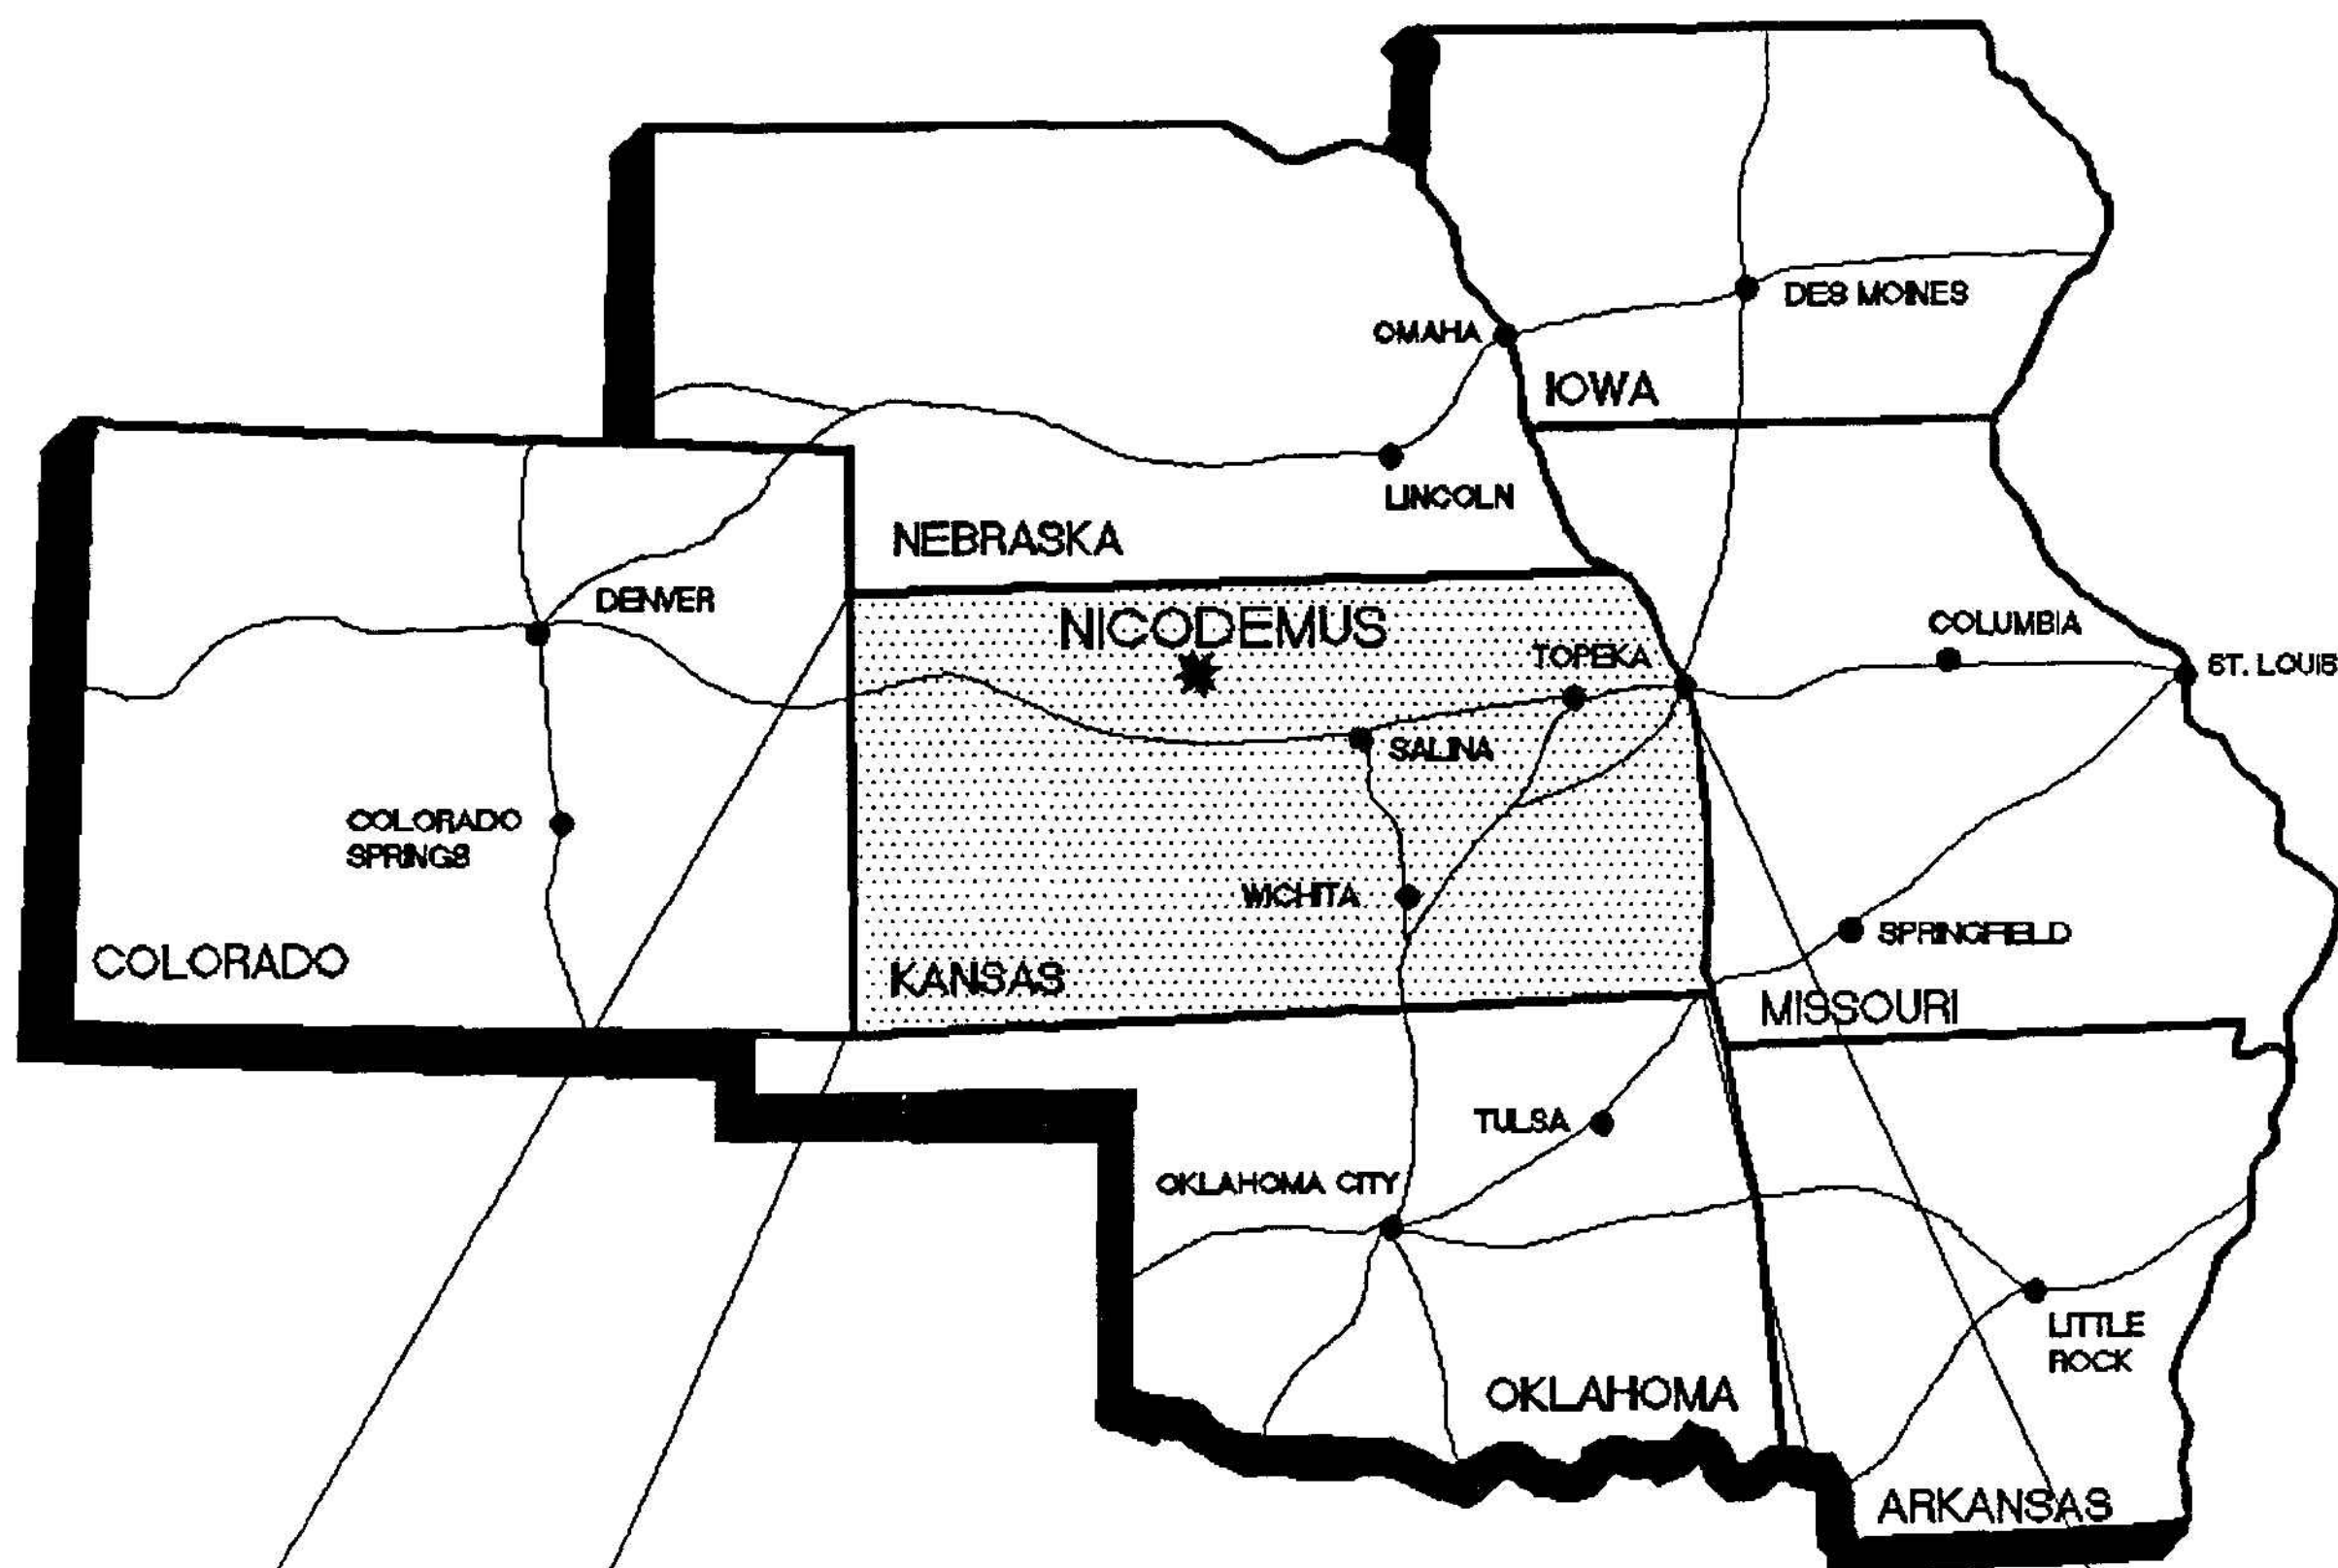 DES MOINES
OMAHA
IOWA
LINCOLN
NEBRASKA
DENVER
NICODEMUS
TOPEKA
COLUMBIA
ST. LOUIS
SALINA
COLORADO
SPRINGS
WICHITA
SPRINGFIELD
COLORADO
KANSAS
MISSOURI
TULSA
OKLAHOMA CITY
LITTLE
ROCK
OKLAHOMA
ARKANSAS